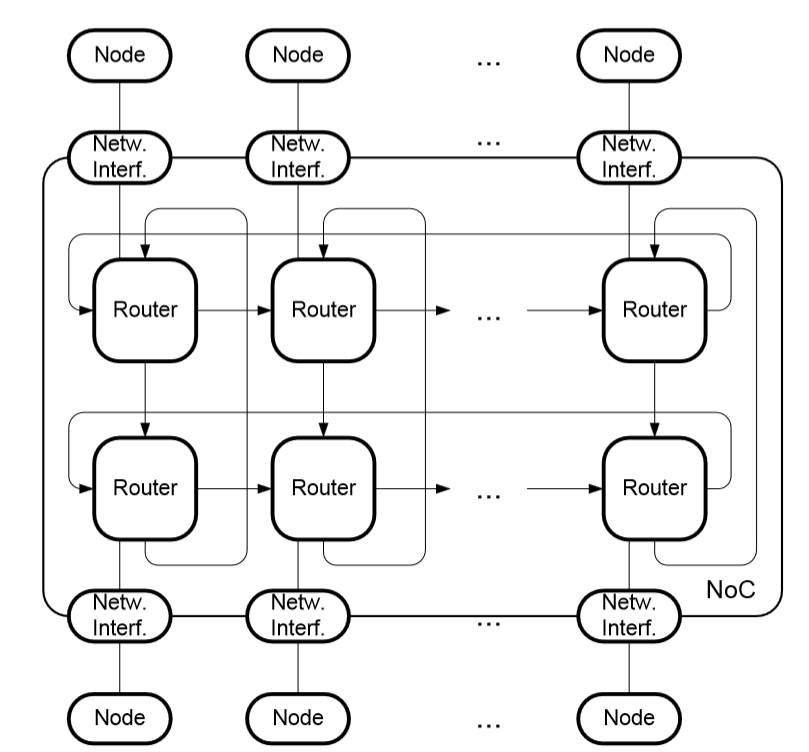 Node Node ... Node
Netw. Netw. ... Netw.
Interf. Interf. Interf.
Router Router ... Router
Router Router ... Router
NoC
Netw. Netw. Netw.
Interf. Interf. ... Interf.
Node Node ... Node